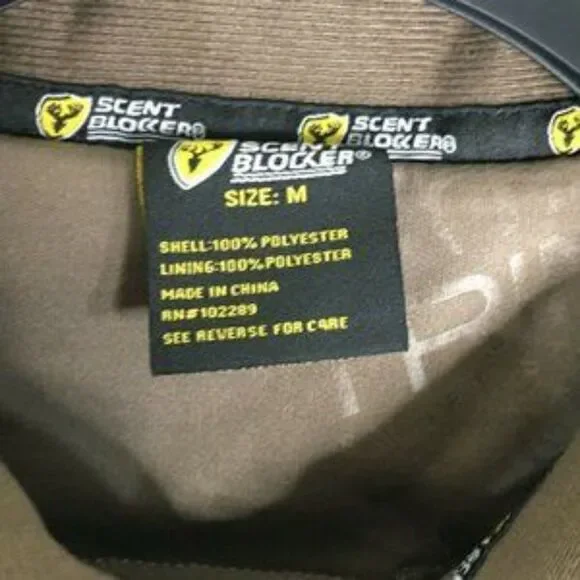 SCENT
BLOCKER®
SCENT
BLOCKER®
SCENT
BLOCKER®
SIZE: M
SHELL:100% POLYESTER
LINING:100% POLYESTER
MADE IN CHINA
RN#102289
SEE REVERSE FOR CARE